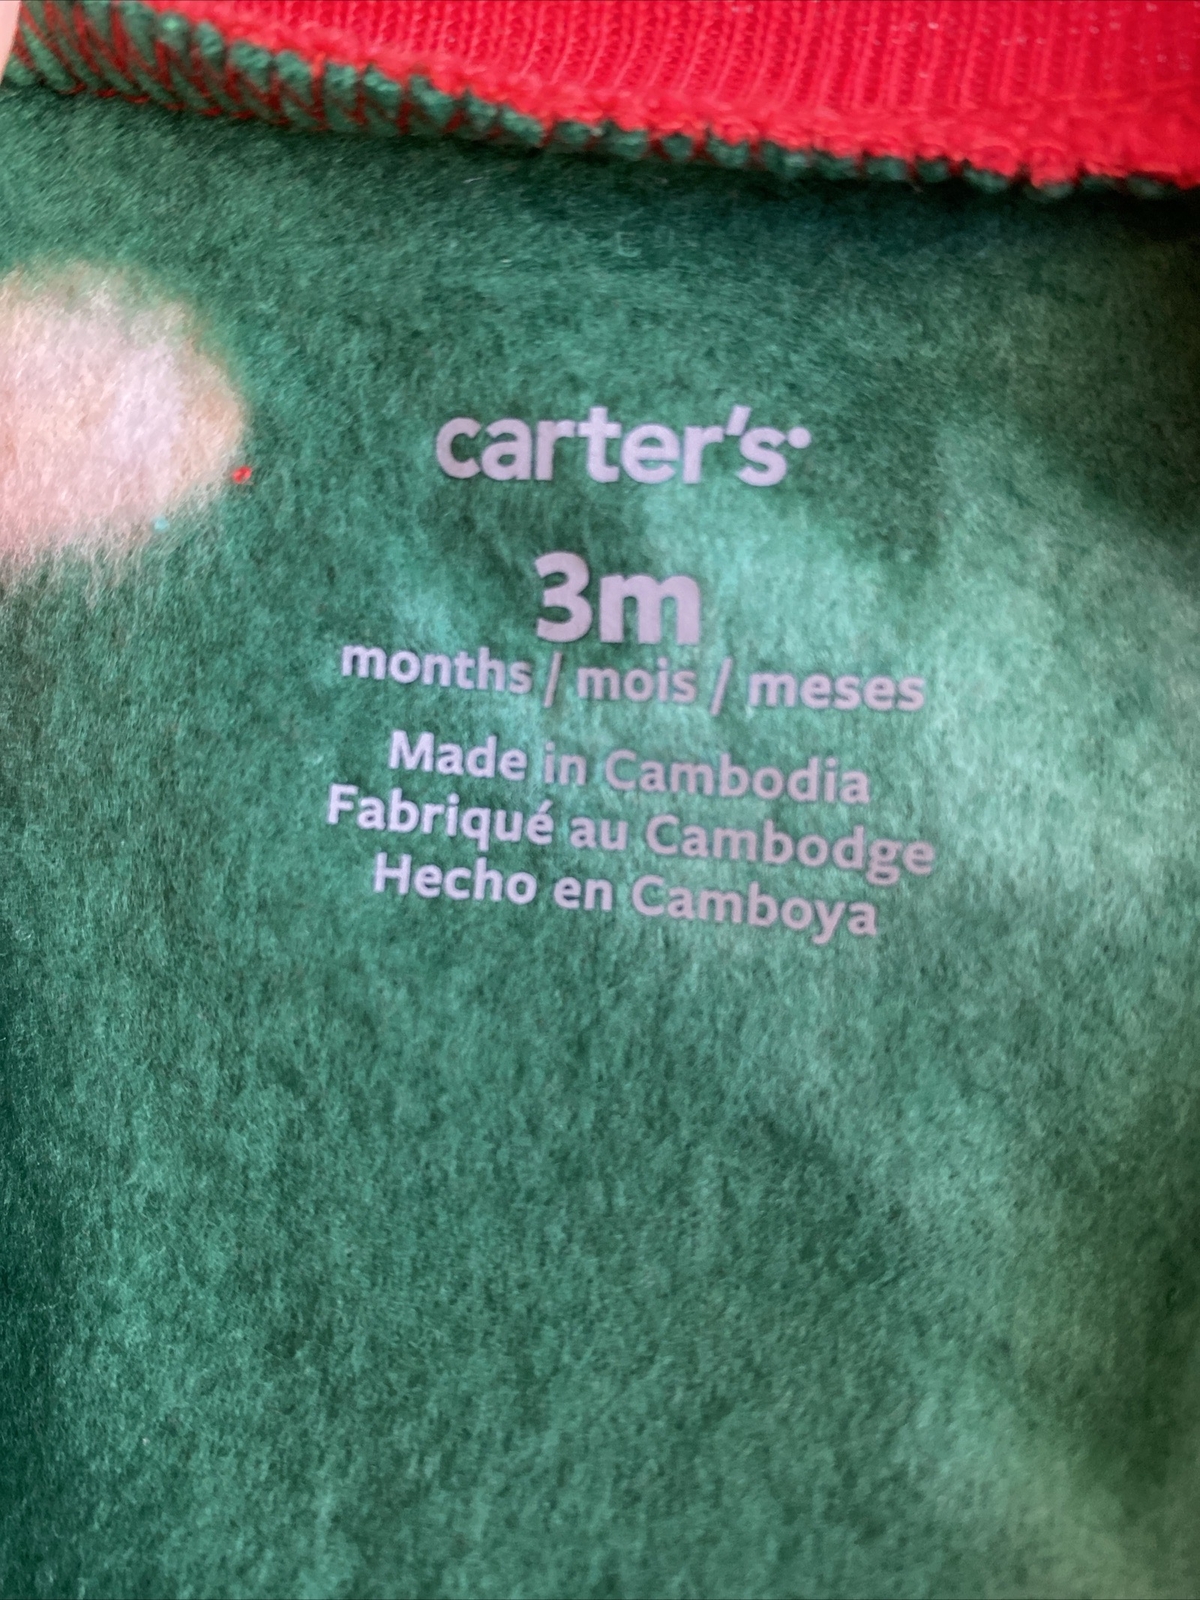 carter's
3m
months / mois / meses
Made in Cambodia
Fabriqué au Cambodge
Hecho en Camboya